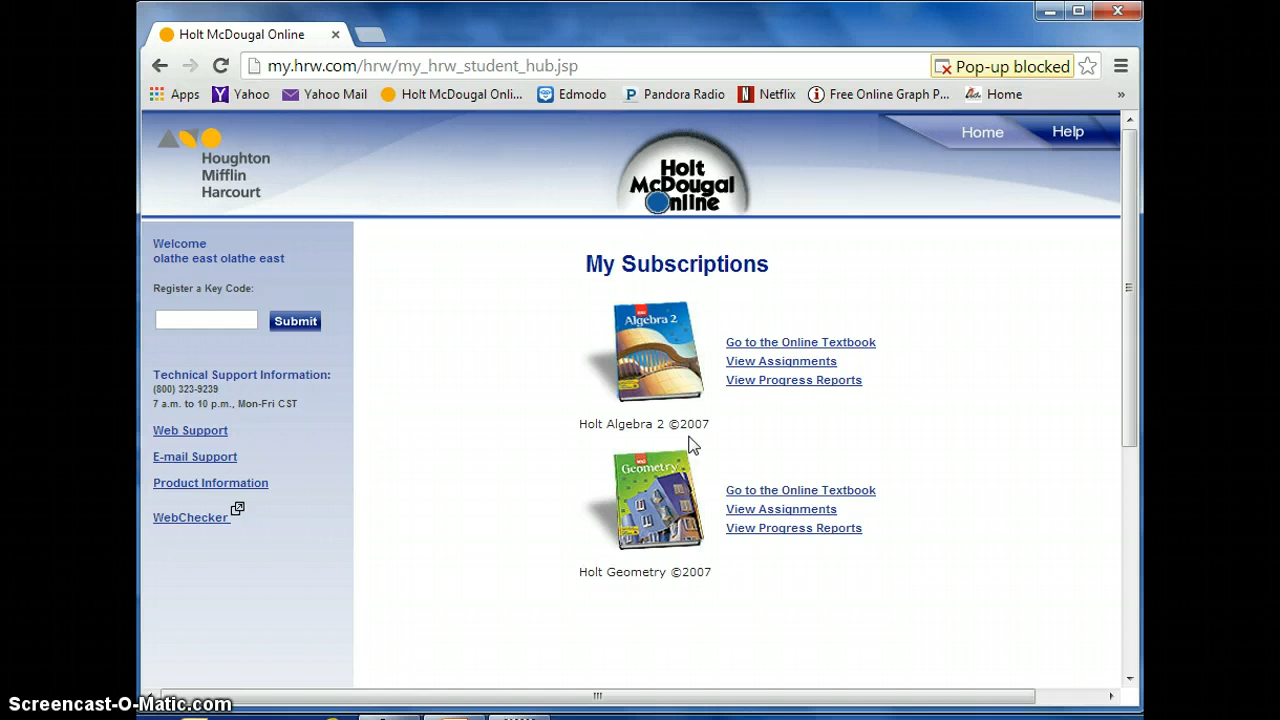 Holt McDougal Online
my.hrw.com/hrw/my_hrw_student_hub.jsp
Pop-up blocked
Apps
Yahoo
Yahoo Mail
Holt McDougal Onli...
Edmodo
Pandora Radio
Netflix
Free Online Graph P...
Home
»
Houghton
Mifflin
Harcourt
Holt
McDougal
Online
Home
Help
Welcome
olathe east olathe east
Register a Key Code:
Submit
Technical Support Information:
(800) 323-9239
7 a.m. to 10 p.m., Mon-Fri CST
Web Support
E-mail Support
Product Information
WebChecker
My Subscriptions
Algebra 2
Go to the Online Textbook
View Assignments
View Progress Reports
Holt Algebra 2 ©2007
Geometry
Go to the Online Textbook
View Assignments
View Progress Reports
Holt Geometry ©2007
Screencast-O-Matic.com